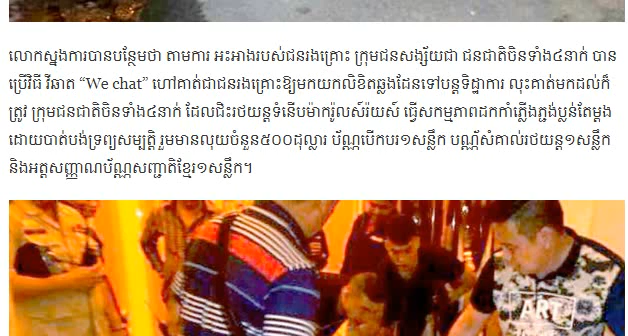 លោកស្នងការបានបន្ថែមថា តាមការ អះអាងរបស់ជនរងគ្រោះ ក្រុមជនសង្ស័យជា ជនជាតិចិនទាំង៤នាក់ បាន
ប្រើវិធី វីឆាត “We chat” ហៅគាត់ជាជនរងគ្រោះឱ្យមកយកលិខិតឆ្លងដែនទៅបន្តទិដ្ឋាការ លុះគាត់មកដល់ក៏
ត្រូវ ក្រុមជនជាតិចិនទាំង៤នាក់ ដែលជិះរថយន្តទំនើបម៉ាករ៉ូលស៍រ៉យស៍ ធ្វើសកម្មភាពដកកាំភ្លើងភ្ជង់ប្លន់តែម្តង
ដោយបាត់បង់ទ្រព្យសម្បត្តិ រួមមានលុយចំនួន៥០០ដុល្លារ ប័ណ្ណបើកបរ១សន្លឹក បណ្ណ័សំគាល់រថយន្ត១សន្លឹក
និងអត្តសញ្ញាណប័ណ្ណសញ្ជាតិខ្មែរ១សន្លឹក។
ART